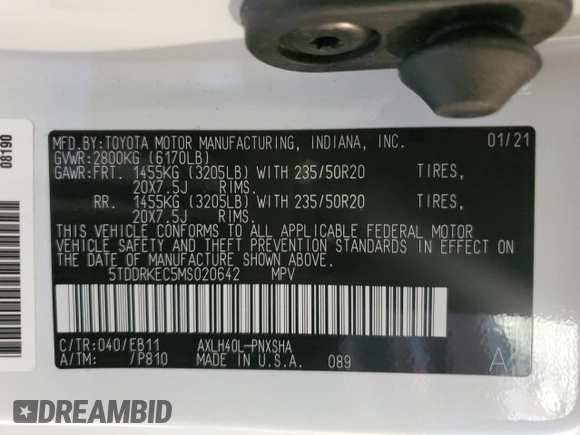 MFD.BY:TOYOTA MOTOR MANUFACTURING, INDIANA, INC. 01/21
GVWR:2800KG (6170LB)
GAWR:FRT. 1455KG (3205LB) WITH 235/50R20 TIRES,
20X7.5J RIMS.
RR. 1455KG (3205LB) WITH 235/50R20 TIRES,
20X7.5J RIMS.
THIS VEHICLE CONFORMS TO ALL APPLICABLE FEDERAL MOTOR
VEHICLE SAFETY AND THEFT PREVENTION STANDARDS IN EFFECT ON
THE DATE OF MANUFACTURE SHOWN ABOVE.
5TDDRKEC5MS020642 MPV
C/TR:040/EB11 AXLH40L-PNXSHA
A/TM: /P810 MADE IN U.S.A. 089 A
08190
DREAMBID